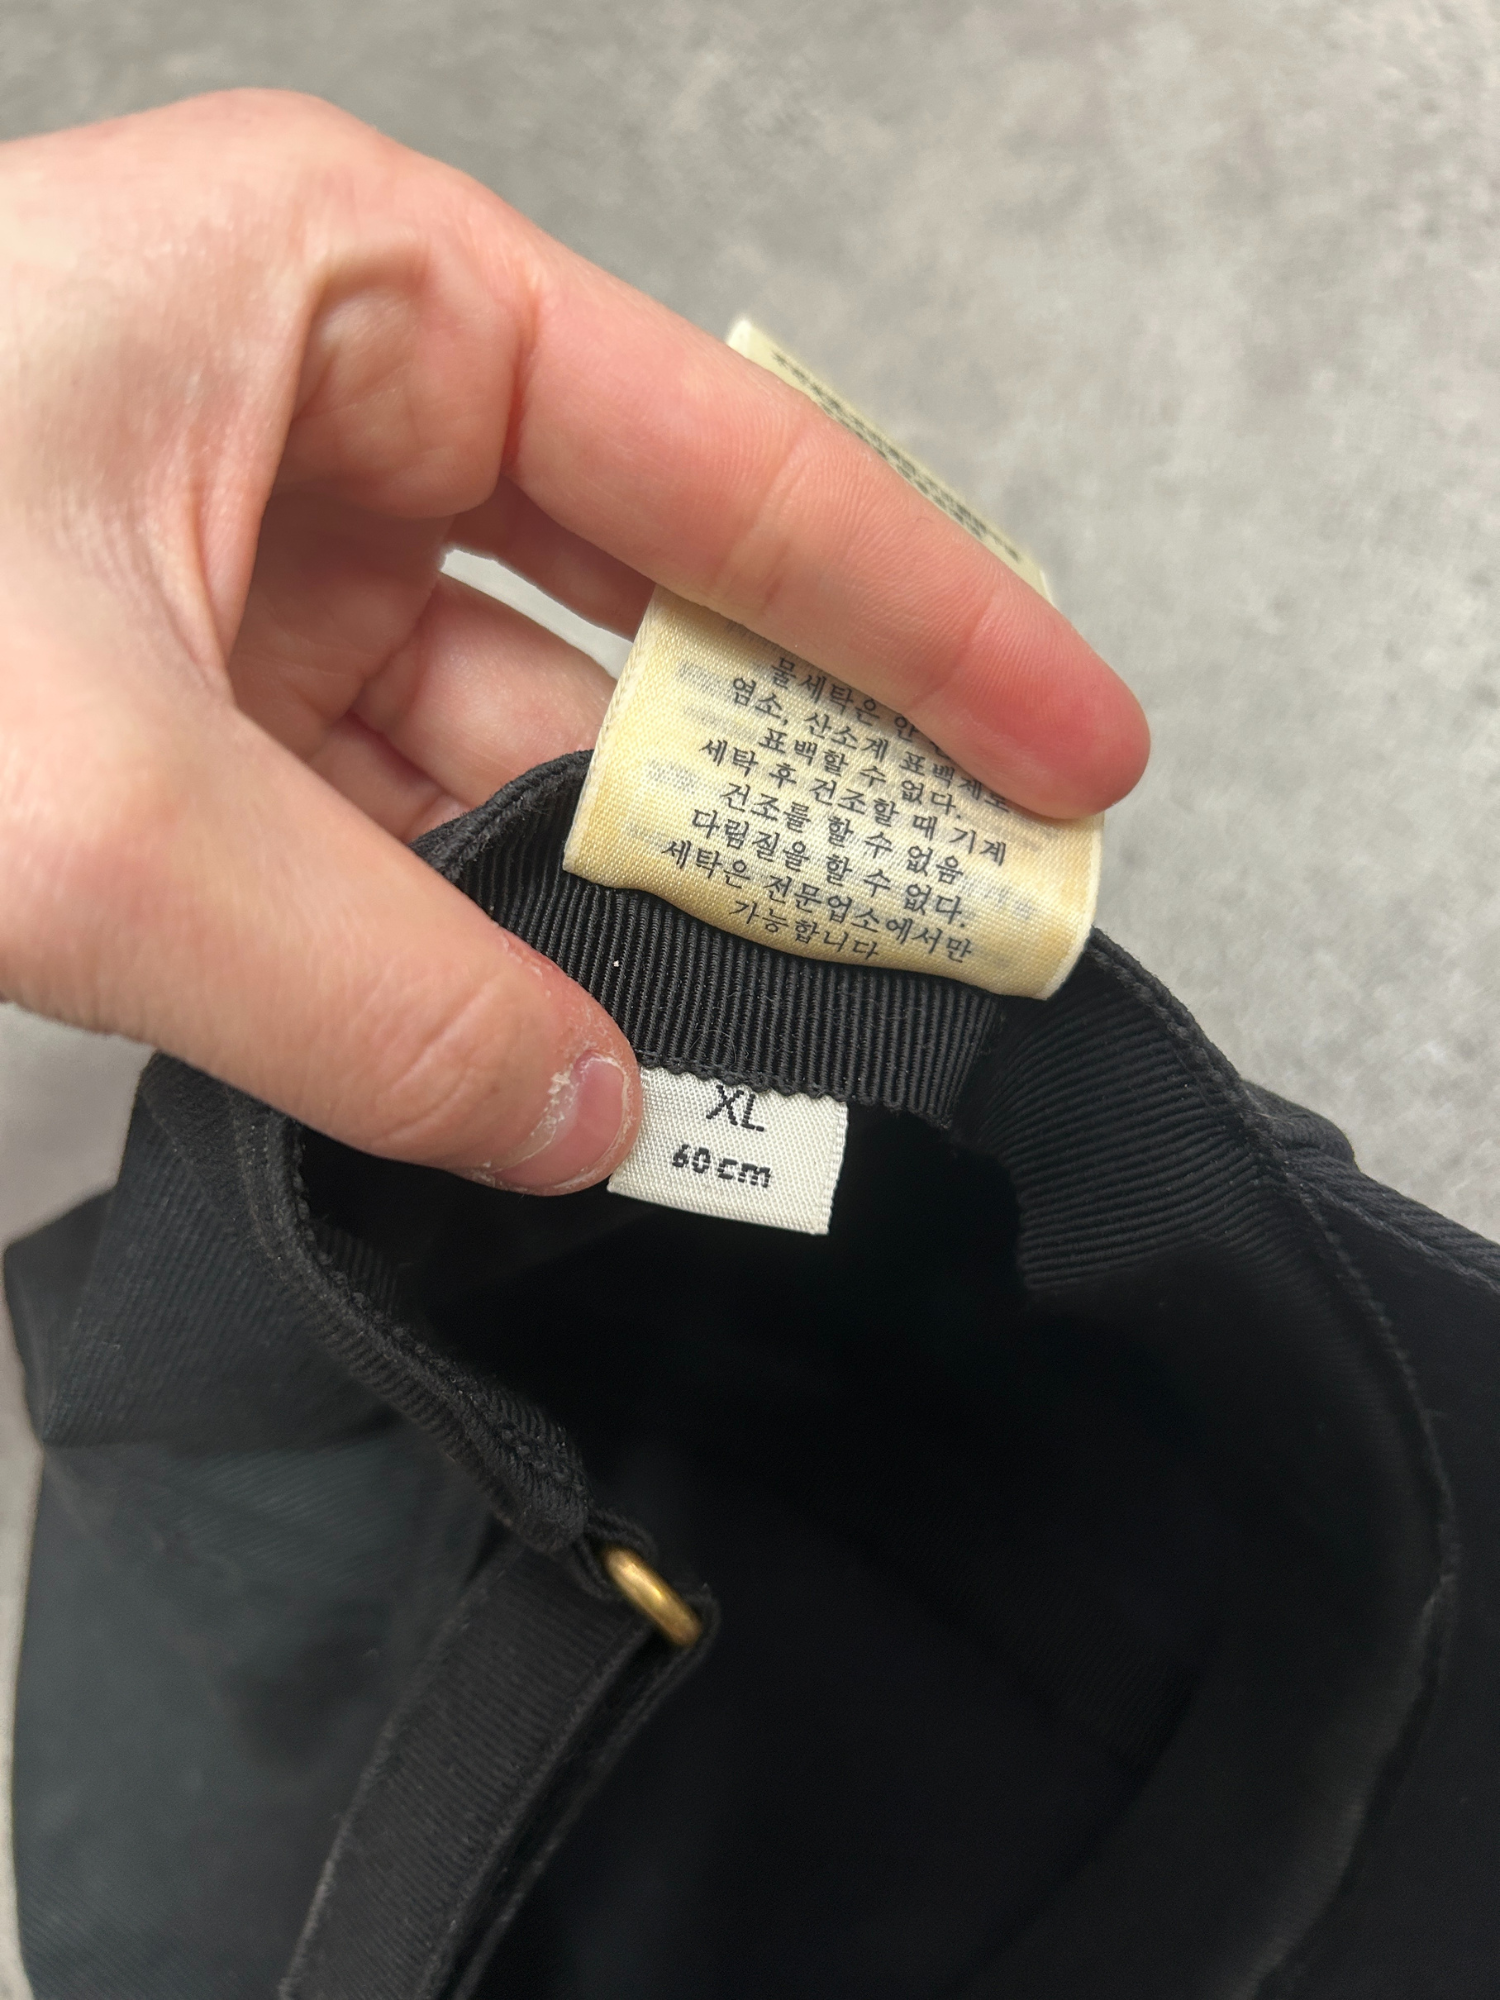 물세탁은 안
염소, 산소계 표백제로
표백할 수 없다.
세탁 후 건조할 때 기계
건조를 할 수 없음
다림질을 할 수 없다.
세탁은 전문업소에서만
가능합니다
XL
60cm